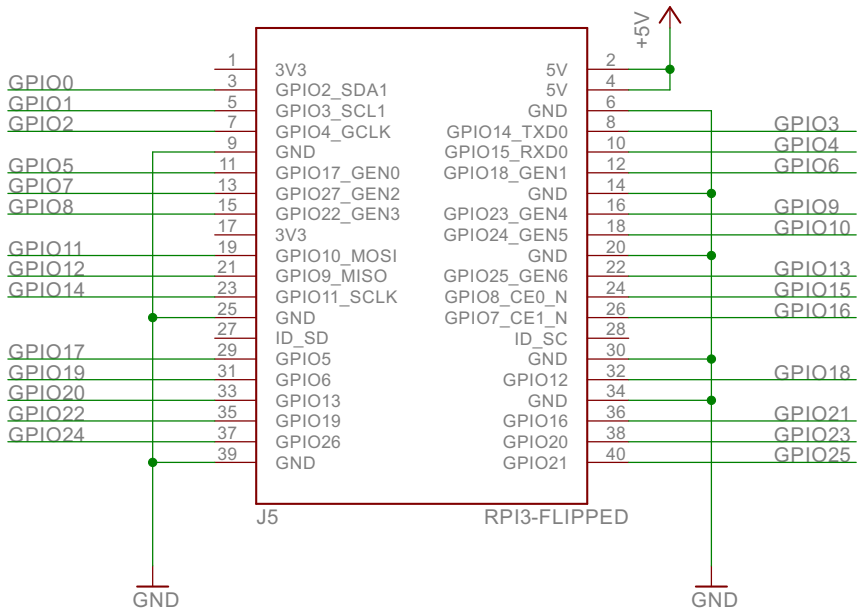 +5V
1 3V3 5V 2
GPIO0 3 GPIO2_SDA1 5V 4
GPIO1 5 GPIO3_SCL1 GND 6
GPIO2 7 GPIO4_GCLK GPIO14_TXD0 8 GPIO3
9 GND GPIO15_RXD0 10 GPIO4
GPIO5 11 GPIO17_GEN0 GPIO18_GEN1 12 GPIO6
GPIO7 13 GPIO27_GEN2 GND 14
GPIO8 15 GPIO22_GEN3 GPIO23_GEN4 16 GPIO9
17 3V3 GPIO24_GEN5 18 GPIO10
GPIO11 19 GPIO10_MOSI GND 20
GPIO12 21 GPIO9_MISO GPIO25_GEN6 22 GPIO13
GPIO14 23 GPIO11_SCLK GPIO8_CE0_N 24 GPIO15
25 GND GPIO7_CE1_N 26 GPIO16
27 ID_SD ID_SC 28
GPIO17 29 GPIO5 GND 30
GPIO19 31 GPIO6 GPIO12 32 GPIO18
GPIO20 33 GPIO13 GND 34
GPIO22 35 GPIO19 GPIO16 36 GPIO21
GPIO24 37 GPIO26 GPIO20 38 GPIO23
39 GND GPIO21 40 GPIO25
J5 RPI3-FLIPPED
GND GND